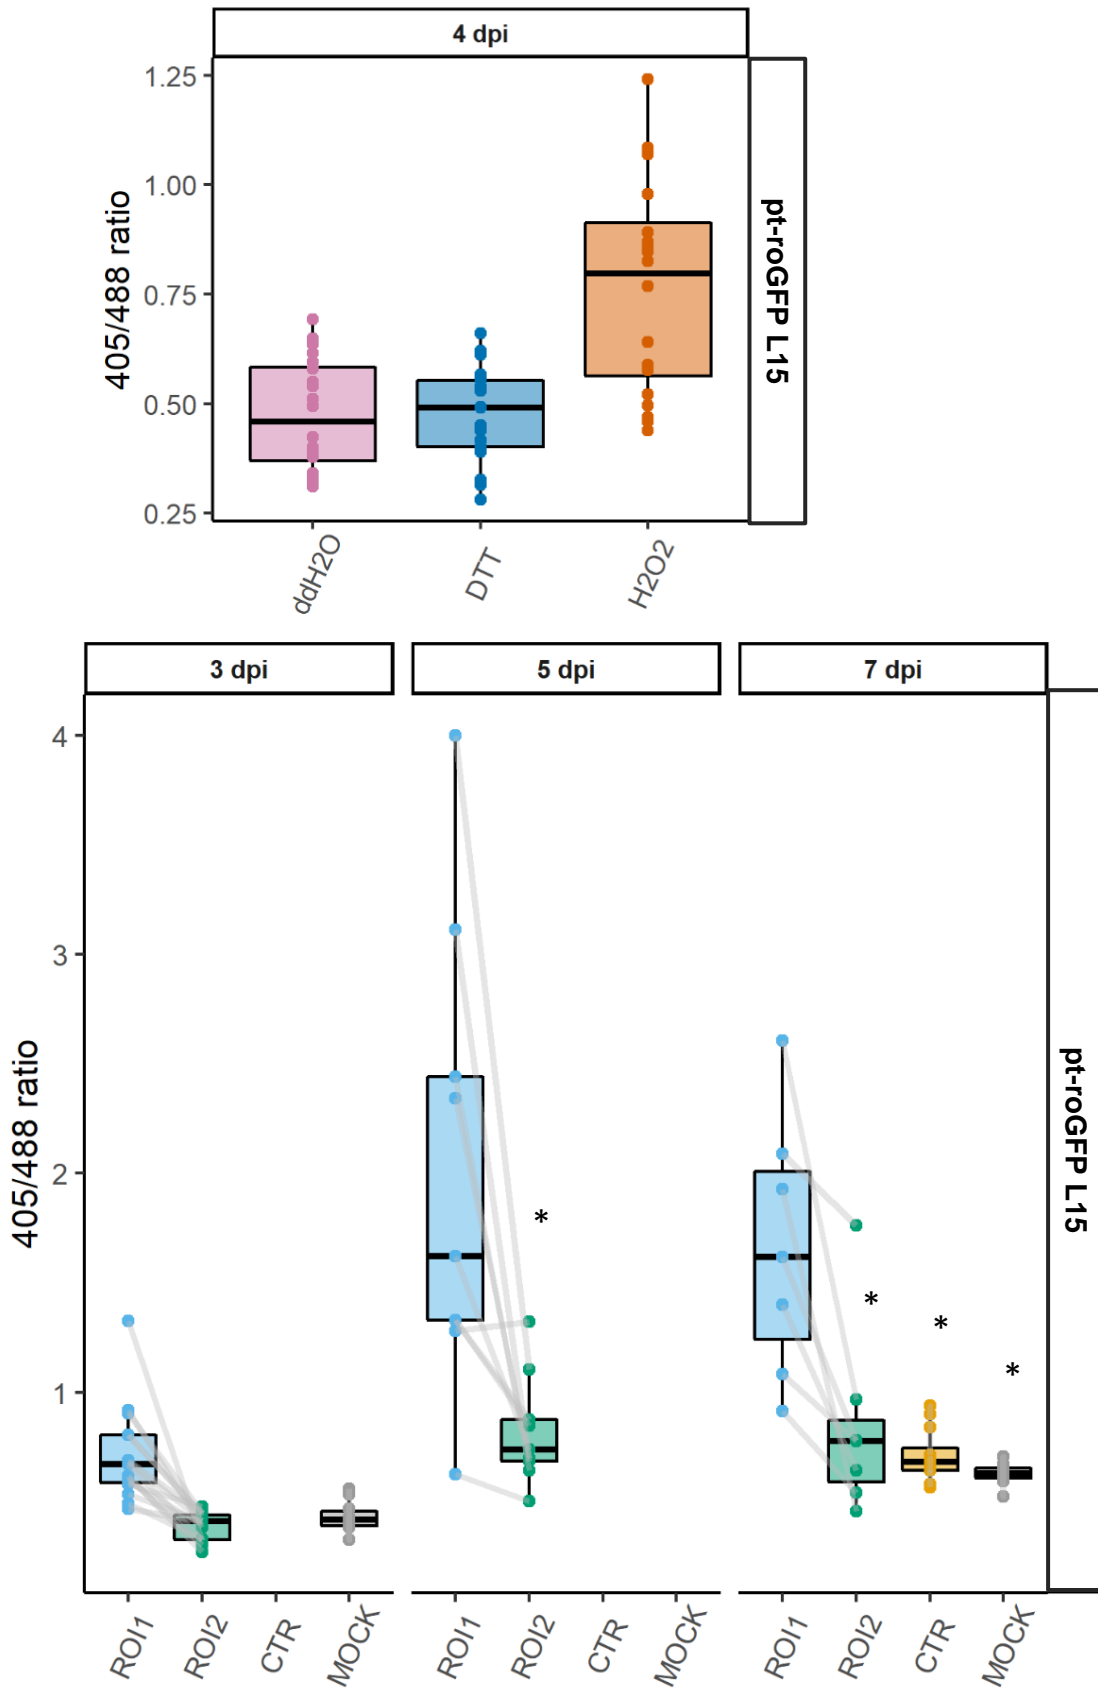 4 dpi
1.25
1.00
0.75
0.50
0.25
405/488 ratio
pt-roGFP L15
ddH2O
DTT
H2O2
3 dpi
5 dpi
7 dpi
4
3
2
1
405/488 ratio
pt-roGFP L15
*
*
*
*
ROI1
ROI2
CTR
MOCK
ROI1
ROI2
CTR
MOCK
ROI1
ROI2
CTR
MOCK